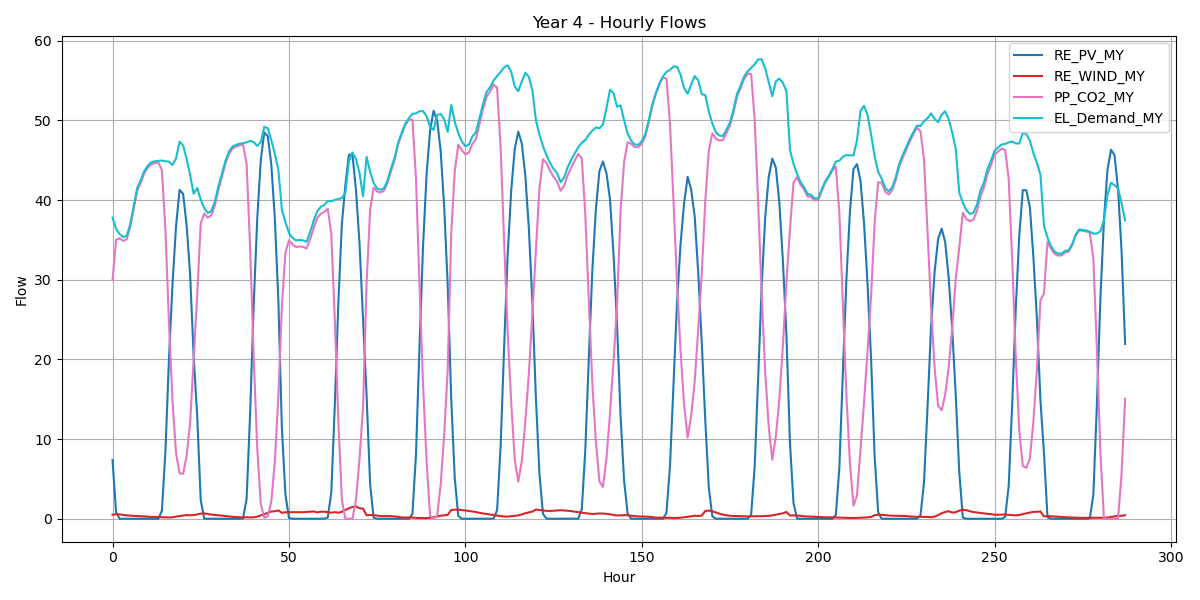 Year 4 - Hourly Flows
Flow
60
50
40
30
20
10
0
RE_PV_MY
RE_WIND_MY
PP_CO2_MY
EL_Demand_MY
0 50 100 150 200 250 300
Hour